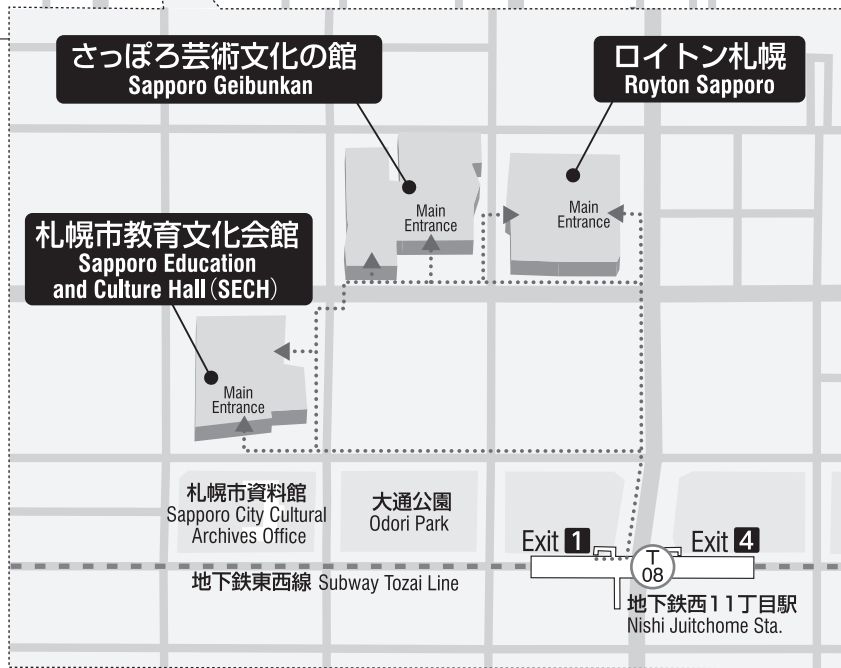 さっぽろ芸術文化の館
Sapporo Geibunkan
ロイトン札幌
Royton Sapporo
Main
Entrance
Main
Entrance
札幌市教育文化会館
Sapporo Education
and Culture Hall（SECH）
Main
Entrance
札幌市資料館
Sapporo City Cultural
Archives Office
大通公園
Odori Park
Exit 1
Exit 4
T
08
地下鉄東西線 Subway Tozai Line
地下鉄西11丁目駅
Nishi Juitchome Sta.